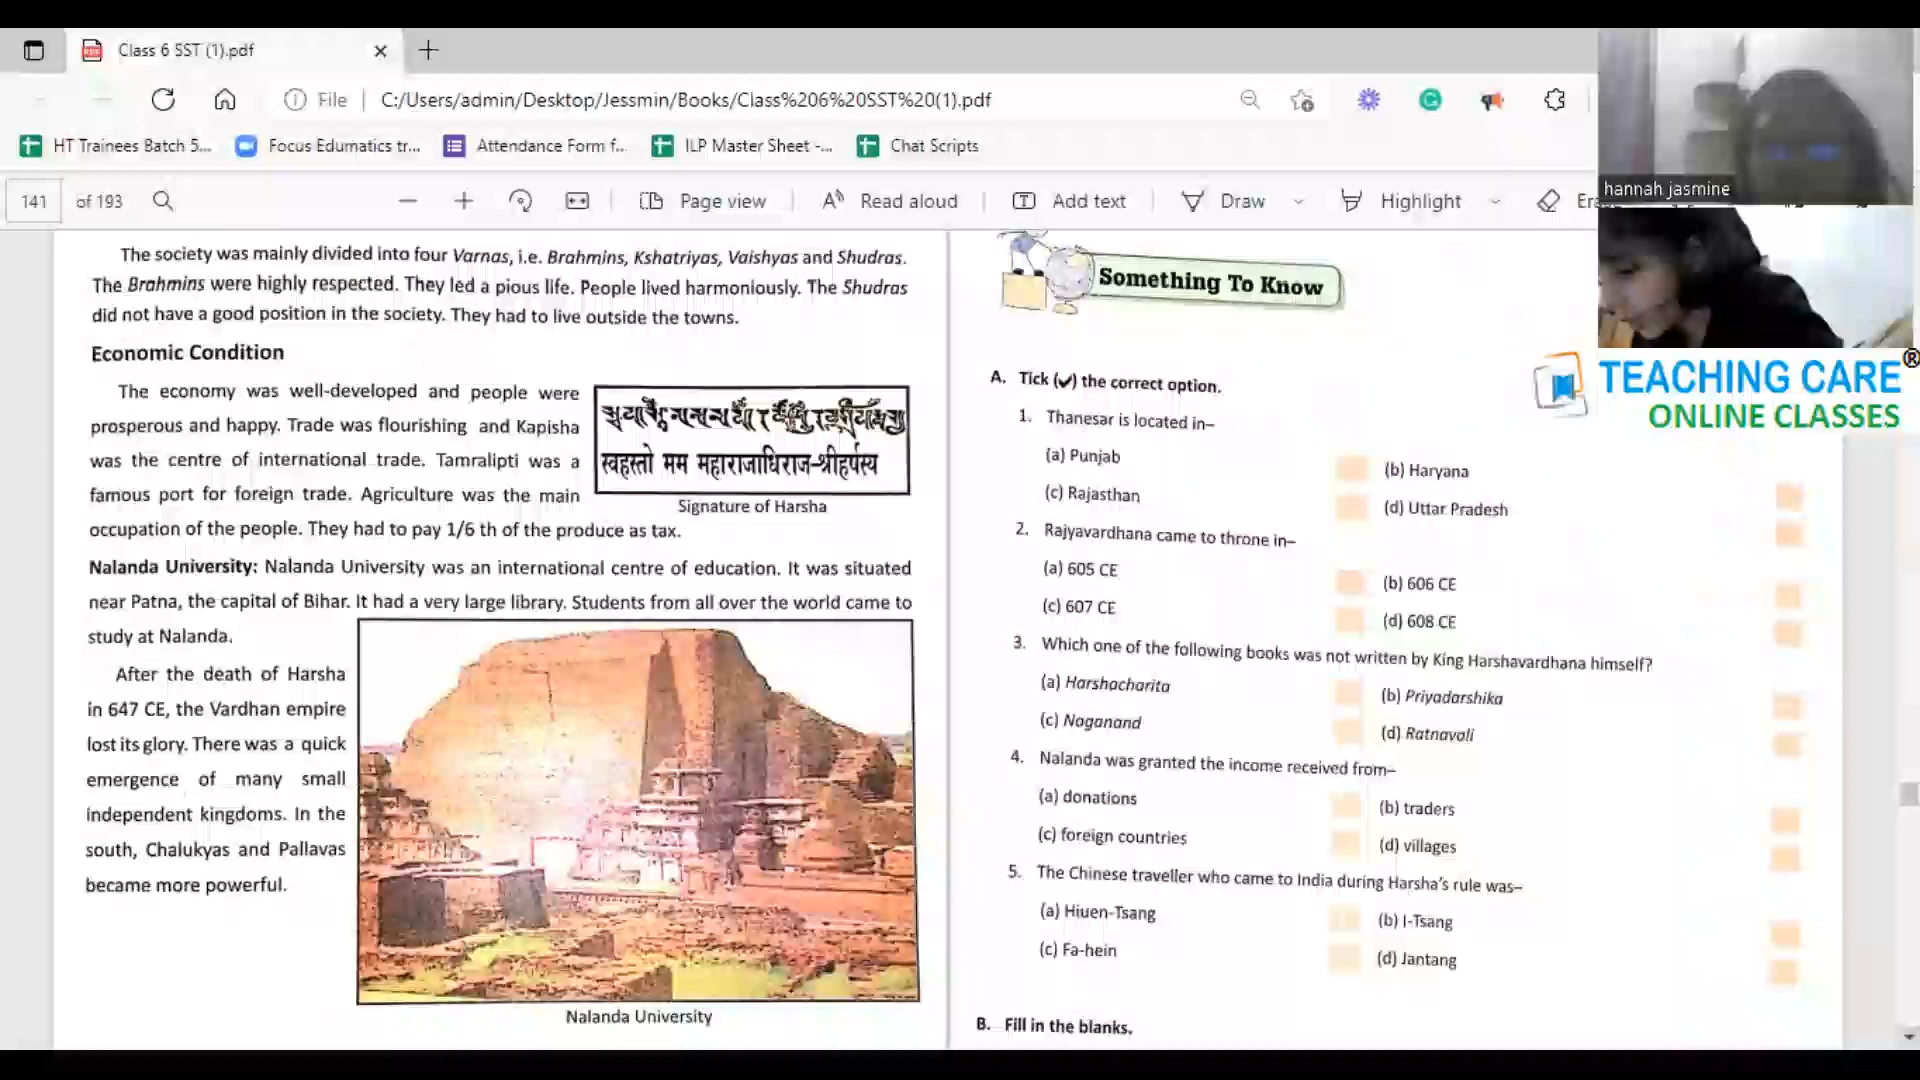 Class 6 SST (1).pdf
File
C:/Users/admin/Desktop/Jessmin/Books/Class%206%20SST%20(1).pdf
HT Trainees Batch 5...
Focus Edumatics tr...
Attendance Form f...
ILP Master Sheet -...
Chat Scripts
141 of 193
Page view
Read aloud
Add text
Draw
Highlight
hannah jasmine
TEACHING CARE®
ONLINE CLASSES
The society was mainly divided into four Varnas, i.e. Brahmins, Kshatriyas, Vaishyas and Shudras.
The Brahmins were highly respected. They led a pious life. People lived harmoniously. The Shudras
did not have a good position in the society. They had to live outside the towns.
Economic Condition
The economy was well-developed and people were
prosperous and happy. Trade was flourishing and Kapisha
was the centre of international trade. Tamralipti was a
famous port for foreign trade. Agriculture was the main
occupation of the people. They had to pay 1/6 th of the produce as tax.
स्वहस्तो मम महाराजाधिराज-श्रीहर्षस्य
Signature of Harsha
Nalanda University: Nalanda University was an international centre of education. It was situated
near Patna, the capital of Bihar. It had a very large library. Students from all over the world came to
study at Nalanda.
After the death of Harsha
in 647 CE, the Vardhan empire
lost its glory. There was a quick
emergence of many small
independent kingdoms. In the
south, Chalukyas and Pallavas
became more powerful.
Nalanda University
Something To Know
A. Tick (✔) the correct option.
1. Thanesar is located in–
(a) Punjab
(b) Haryana
(c) Rajasthan
(d) Uttar Pradesh
2. Rajyavardhana came to throne in–
(a) 605 CE
(b) 606 CE
(c) 607 CE
(d) 608 CE
3. Which one of the following books was not written by King Harshavardhana himself?
(a) Harshacharita
(b) Priyadarshika
(c) Naganand
(d) Ratnavali
4. Nalanda was granted the income received from–
(a) donations
(b) traders
(c) foreign countries
(d) villages
5. The Chinese traveller who came to India during Harsha's rule was–
(a) Hiuen-Tsang
(b) I-Tsang
(c) Fa-hein
(d) Jantang
B. Fill in the blanks.